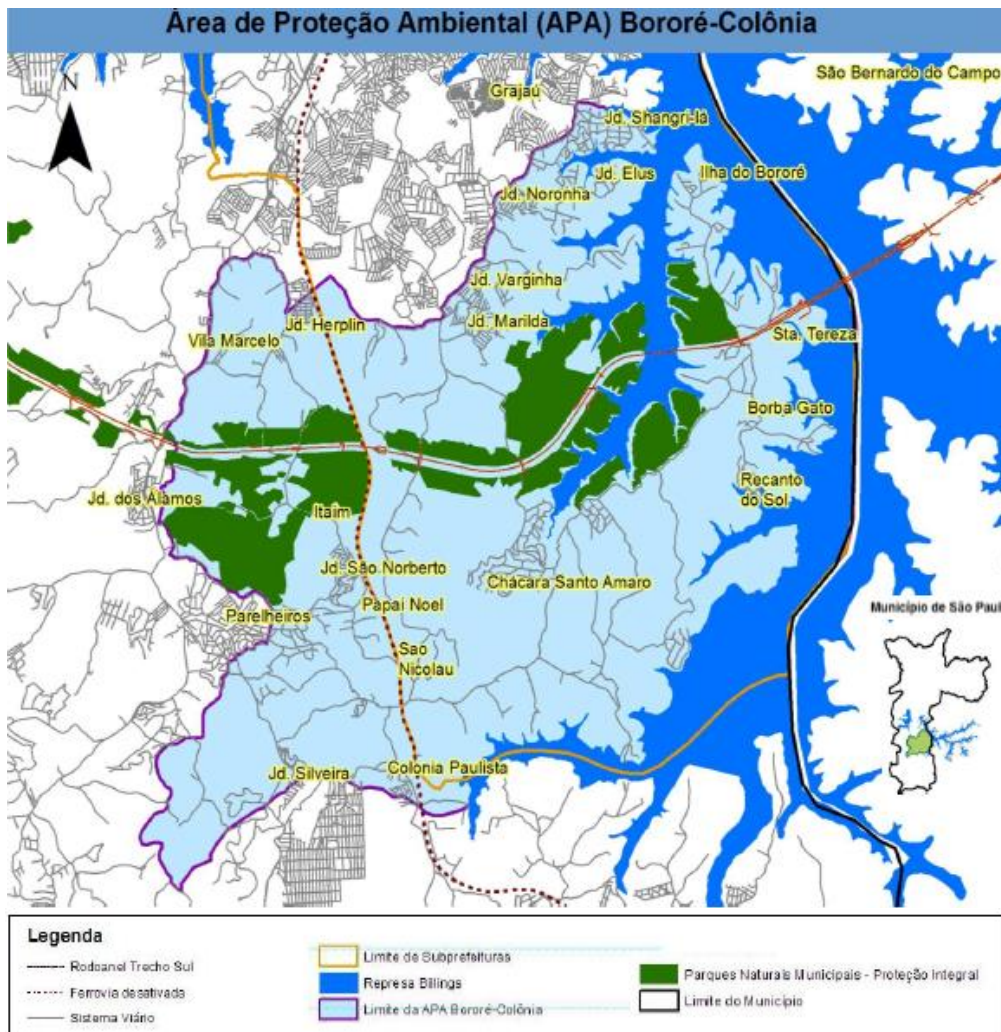 Área de Proteção Ambiental (APA) Bororé-Colônia
São Bernardo do Campo
N
Grajaú
Jd. Shangri-lá
Jd. Elus
Ilha do Bororé
Jd. Noronha
Jd. Varginha
Jd. Herplin
Jd. Marilda
Vila Marcelo
Sta. Tereza
Borba Gato
Jd. dos Álamos
Recanto
do Sol
Itaim
Jd. São Norberto
Chácara Santo Amaro
Papai Noel
Parelheiros
Município de São Paul
Sao
Nicolau
Jd. Silveira
Colonia Paulista
Legenda
Rodoanel Trecho Sul
Ferrovia desativada
Sistema Viário
Limite de Subprefeituras
Represa Billings
Limite da APA Bororé-Colônia
Parques Naturais Municipais - Proteção Integral
Limite do Município